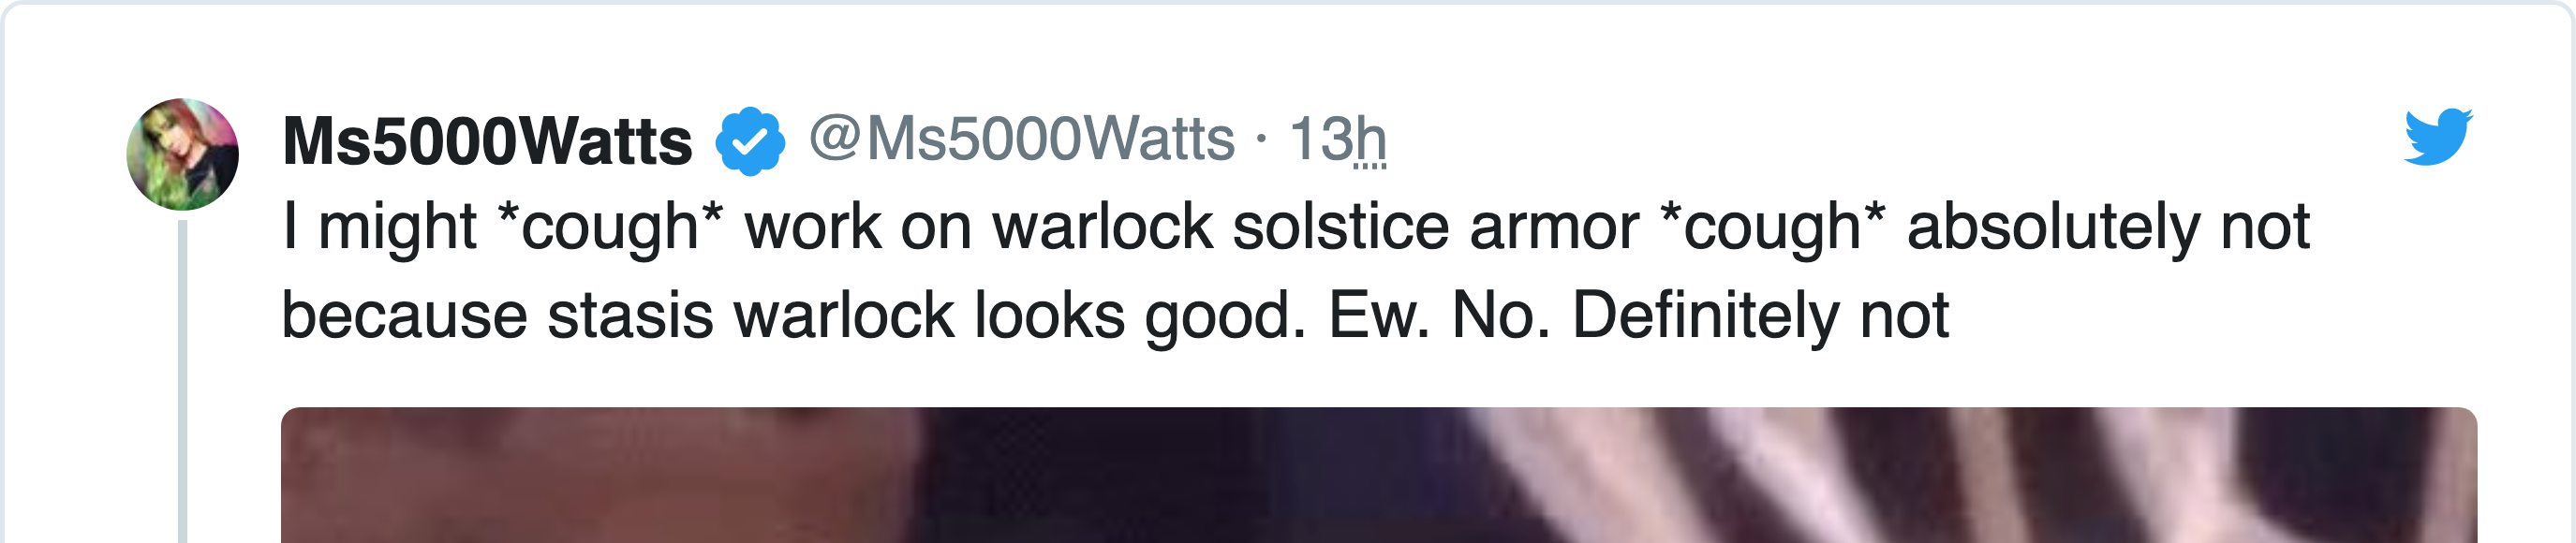 Ms5000Watts @Ms5000Watts · 13h
I might *cough* work on warlock solstice armor *cough* absolutely not
because stasis warlock looks good. Ew. No. Definitely not